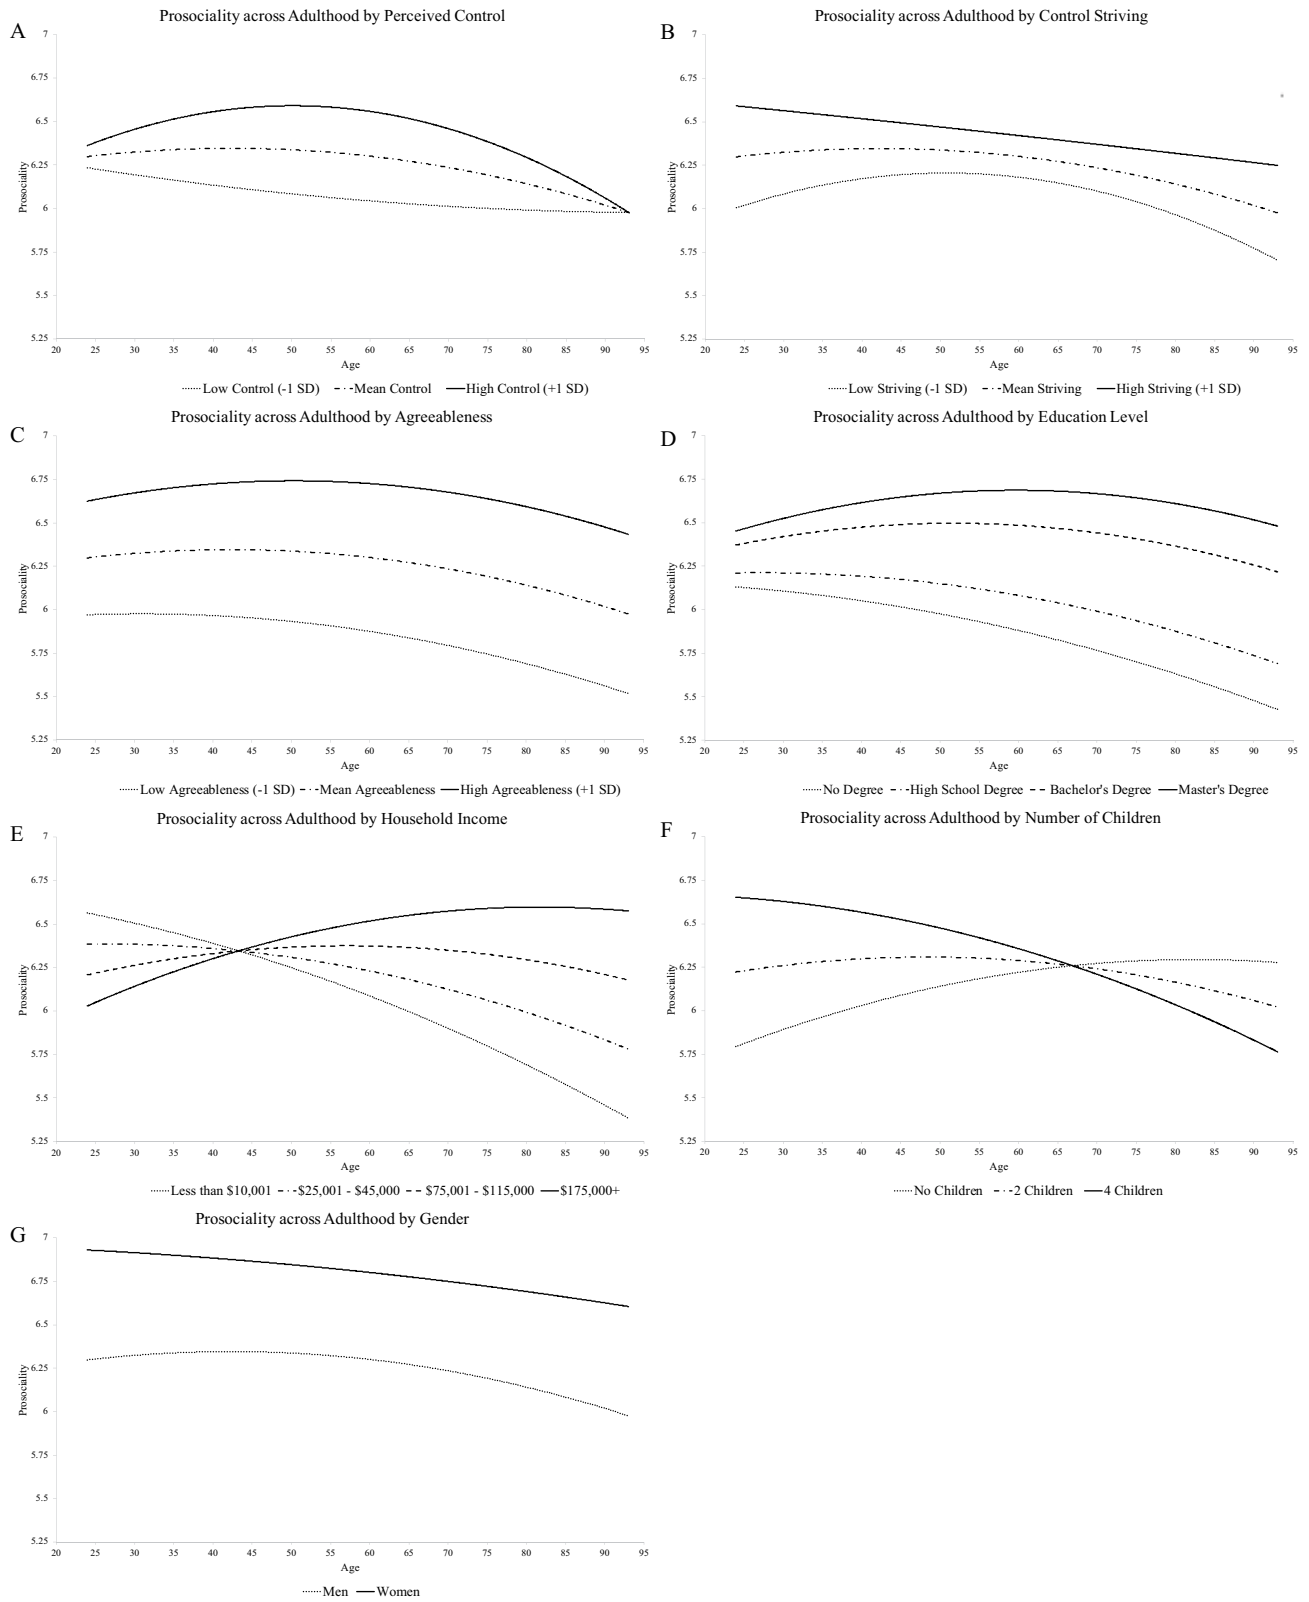 Prosociality across Adulthood by Perceived Control
A
7
6.75
6.5
6.25
6
5.75
5.5
5.25
Prosociality
20 25 30 35 40 45 50 55 60 65 70 75 80 85 90 95
Age
Low Control (-1 SD) Mean Control High Control (+1 SD)
Prosociality across Adulthood by Control Striving
B
7
6.75
6.5
6.25
6
5.75
5.5
5.25
Prosociality
20 25 30 35 40 45 50 55 60 65 70 75 80 85 90 95
Age
Low Striving (-1 SD) Mean Striving High Striving (+1 SD)
Prosociality across Adulthood by Agreeableness
C
7
6.75
6.5
6.25
6
5.75
5.5
5.25
Prosociality
20 25 30 35 40 45 50 55 60 65 70 75 80 85 90 95
Age
Low Agreeableness (-1 SD) Mean Agreeableness High Agreeableness (+1 SD)
Prosociality across Adulthood by Education Level
D
7
6.75
6.5
6.25
6
5.75
5.5
5.25
Prosociality
20 25 30 35 40 45 50 55 60 65 70 75 80 85 90 95
Age
No Degree High School Degree Bachelor's Degree Master's Degree
Prosociality across Adulthood by Household Income
E
7
6.75
6.5
6.25
6
5.75
5.5
5.25
Prosociality
20 25 30 35 40 45 50 55 60 65 70 75 80 85 90 95
Age
Less than $10,001 $25,001 - $45,000 $75,001 - $115,000 $175,000+
Prosociality across Adulthood by Number of Children
F
7
6.75
6.5
6.25
6
5.75
5.5
5.25
Prosociality
20 25 30 35 40 45 50 55 60 65 70 75 80 85 90 95
Age
No Children 2 Children 4 Children
Prosociality across Adulthood by Gender
G
7
6.75
6.5
6.25
6
5.75
5.5
5.25
Prosociality
20 25 30 35 40 45 50 55 60 65 70 75 80 85 90 95
Age
Men Women